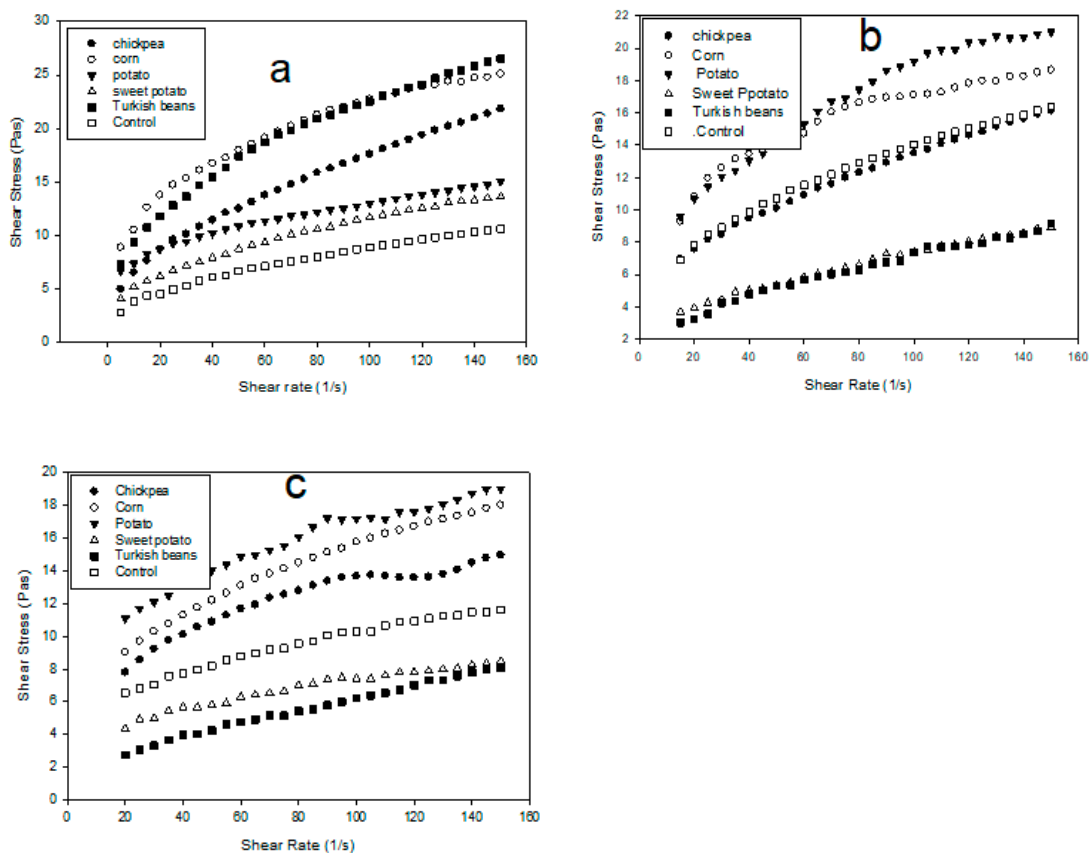 a
30
25
20
15
10
5
0
Shear Stress (Pas)
chickpea
corn
potato
sweet potato
Turkish beans
Control
0 20 40 60 80 100 120 140 160
Shear rate (1/s)
b
22
20
18
16
14
12
10
8
6
4
2
Shear Stress (Pas)
chickpea
Corn
Potato
Sweet Ppotato
Turkish beans
.Control
0 20 40 60 80 100 120 140 160
Shear Rate (1/s)
c
20
18
16
14
12
10
8
6
4
2
0
Shear Stress (Pas)
Chickpea
Corn
Potato
Sweet potato
Turkish beans
Control
0 20 40 60 80 100 120 140 160
Shear Rate (1/s)